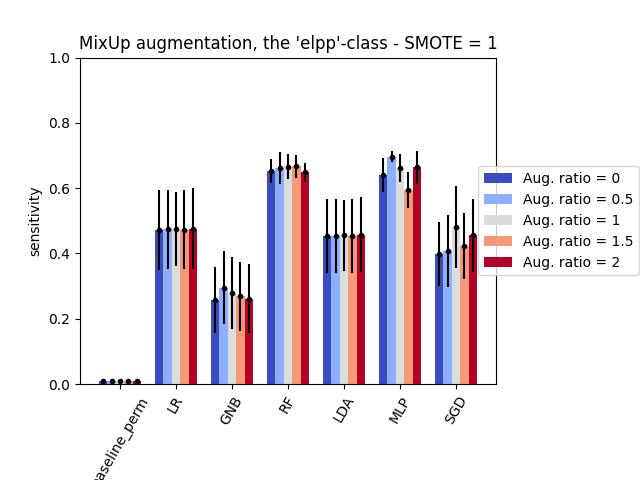 MixUp augmentation, the 'elpp'-class - SMOTE = 1
1.0
0.8
0.6
0.4
0.2
0.0
sensitivity
Aug. ratio = 0
Aug. ratio = 0.5
Aug. ratio = 1
Aug. ratio = 1.5
Aug. ratio = 2
aseline_perm
LR
GNB
RF
LDA
MLP
SGD